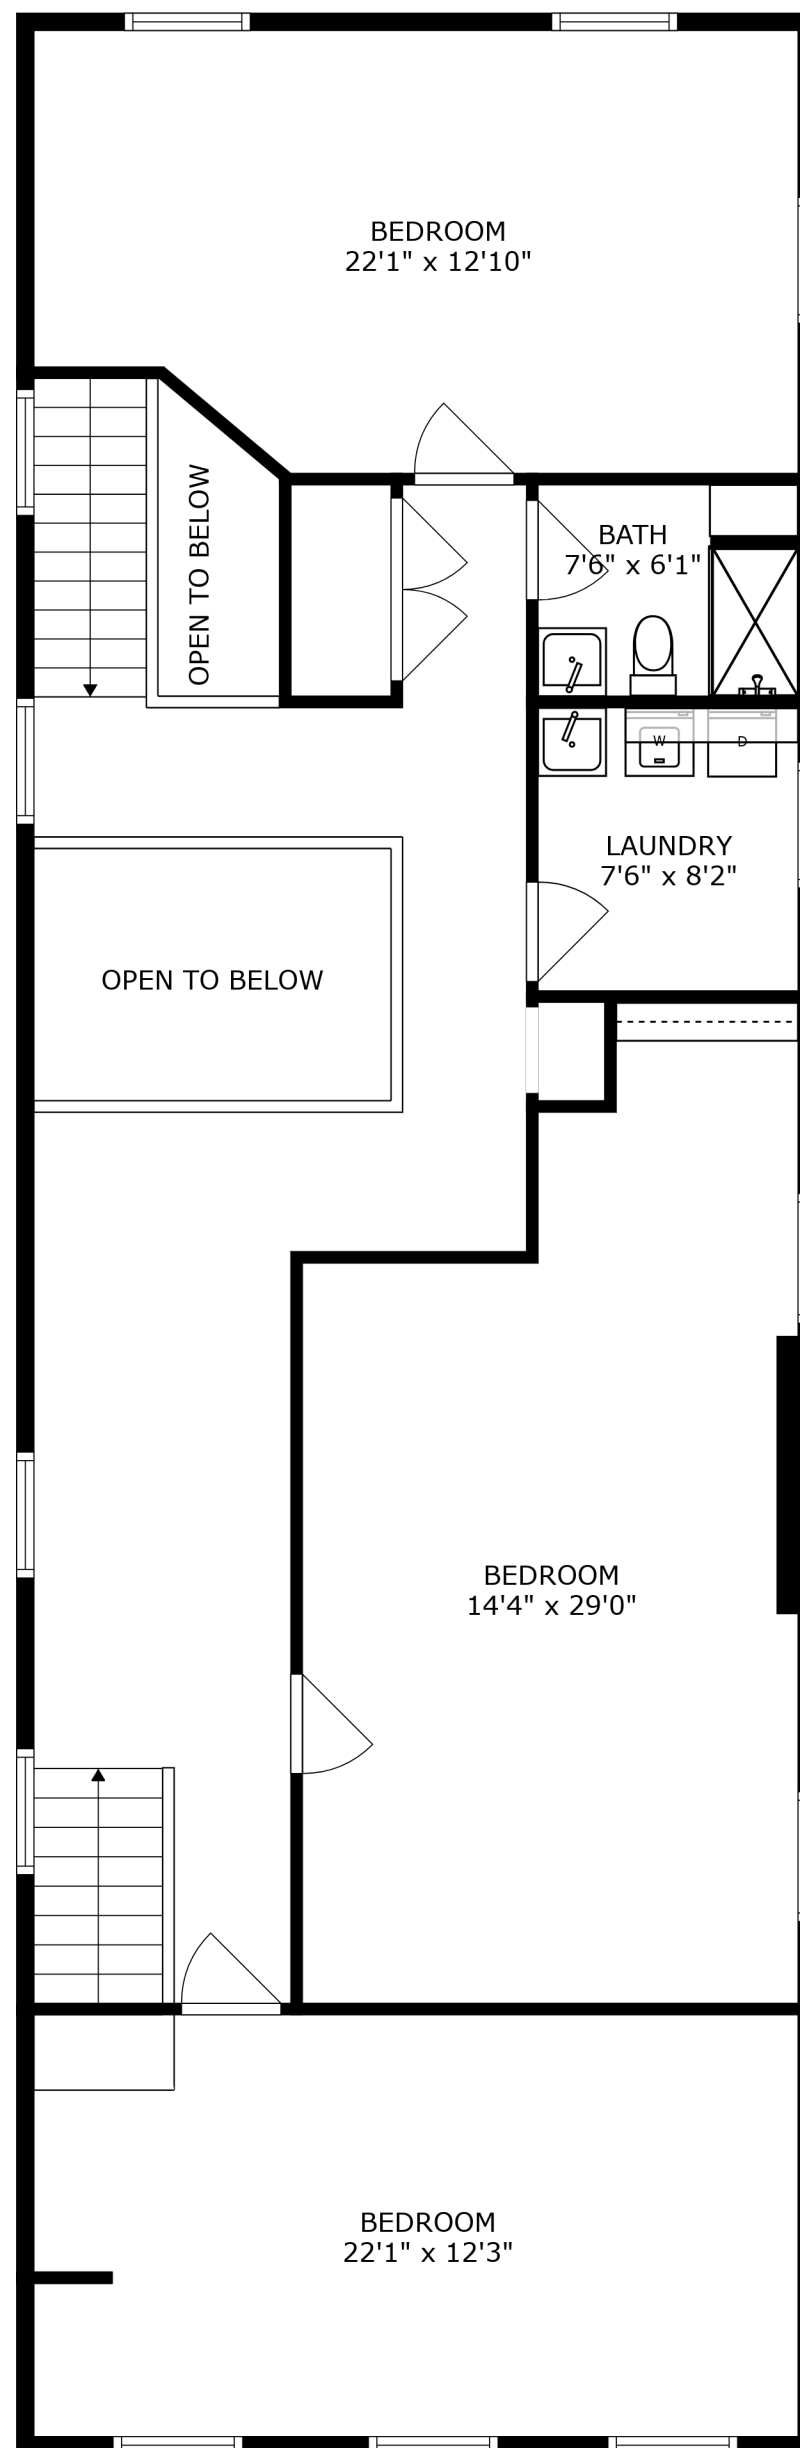 BEDROOM
22'1" x 12'10"
OPEN TO BELOW
BATH
7'6" x 6'1"
W
D
LAUNDRY
7'6" x 8'2"
OPEN TO BELOW
BEDROOM
14'4" x 29'0"
BEDROOM
22'1" x 12'3"